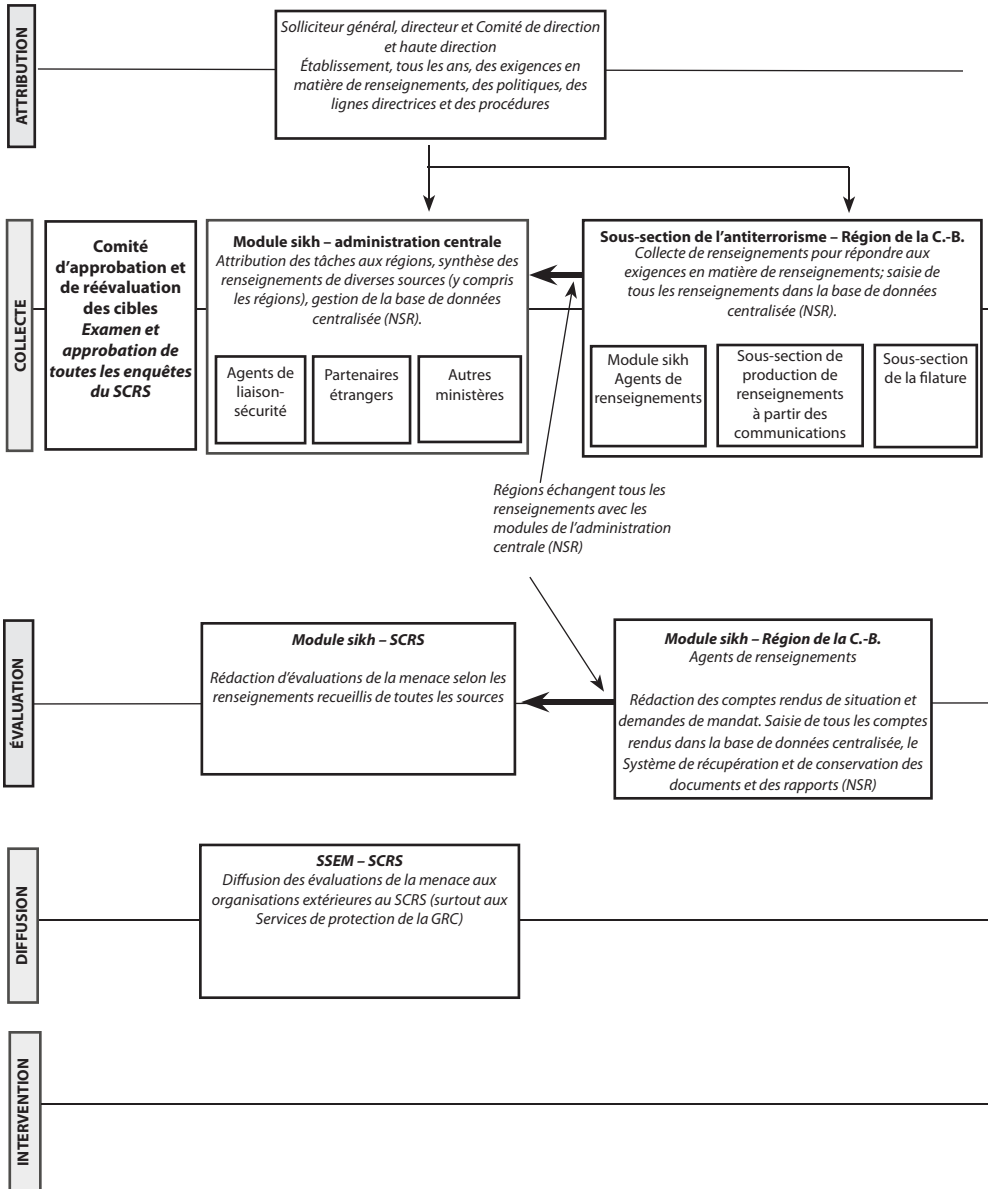 ATTRIBUTION
Solliciteur général, directeur et Comité de direction
et haute direction
Établissement, tous les ans, des exigences en
matière de renseignements, des politiques, des
lignes directrices et des procédures
COLLECTE
Comité
d'approbation et
de réévaluation
des cibles
Examen et
approbation de
toutes les enquêtes
du SCRS
Module sikh – administration centrale
Attribution des tâches aux régions, synthèse des
renseignements de diverses sources (y compris
les régions), gestion de la base de données
centralisée (NSR).
Agents de
liaison-
sécurité
Partenaires
étrangers
Autres
ministères
Sous-section de l'antiterrorisme – Région de la C.-B.
Collecte de renseignements pour répondre aux
exigences en matière de renseignements; saisie de
tous les renseignements dans la base de données
centralisée (NSR).
Module sikh
Agents de
renseignements
Sous-section de
production de
renseignements
à partir des
communications
Sous-section
de la filature
Régions échangent tous les
renseignements avec les
modules de l'administration
centrale (NSR)
ÉVALUATION
Module sikh – SCRS
Rédaction d'évaluations de la menace selon les
renseignements recueillis de toutes les sources
Module sikh – Région de la C.-B.
Agents de renseignements
Rédaction des comptes rendus de situation et
demandes de mandat. Saisie de tous les comptes
rendus dans la base de données centralisée, le
Système de récupération et de conservation des
documents et des rapports (NSR)
DIFFUSION
SSEM – SCRS
Diffusion des évaluations de la menace aux
organisations extérieures au SCRS (surtout aux
Services de protection de la GRC)
INTERVENTION